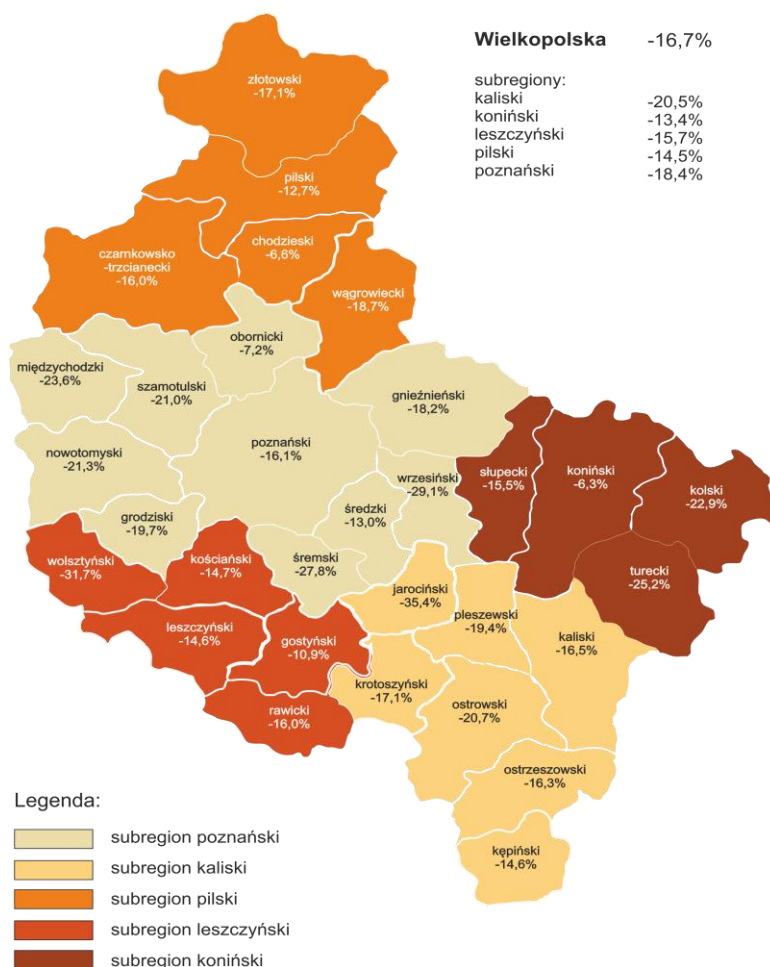 Wielkopolska -16,7%
subregiony:
kaliski -20,5%
koniński -13,4%
leszczyński -15,7%
pilski -14,5%
poznański -18,4%
złotowski
-17,1%
pilski
-12,7%
czarnkowsko
-trzcianecki
-16,0%
chodzieski
-6,6%
wągrowiecki
-18,7%
obornicki
-7,2%
międzychodzki
-23,6%
szamotulski
-21,0%
gnieźnieński
-18,2%
nowotomyski
-21,3%
poznański
-16,1%
wrzesiński
-29,1%
słupecki
-15,5%
koniński
-6,3%
kolski
-22,9%
grodziski
-19,7%
średzki
-13,0%
wolsztyński
-31,7%
kościański
-14,7%
śremski
-27,8%
jarociński
-35,4%
turecki
-25,2%
leszczyński
-14,6%
gostyński
-10,9%
pleszewski
-19,4%
kaliski
-16,5%
krotoszyński
-17,1%
rawicki
-16,0%
ostrowski
-20,7%
ostrzeszowski
-16,3%
kępiński
-14,6%
Legenda:
subregion poznański
subregion kaliski
subregion pilski
subregion leszczyński
subregion koniński